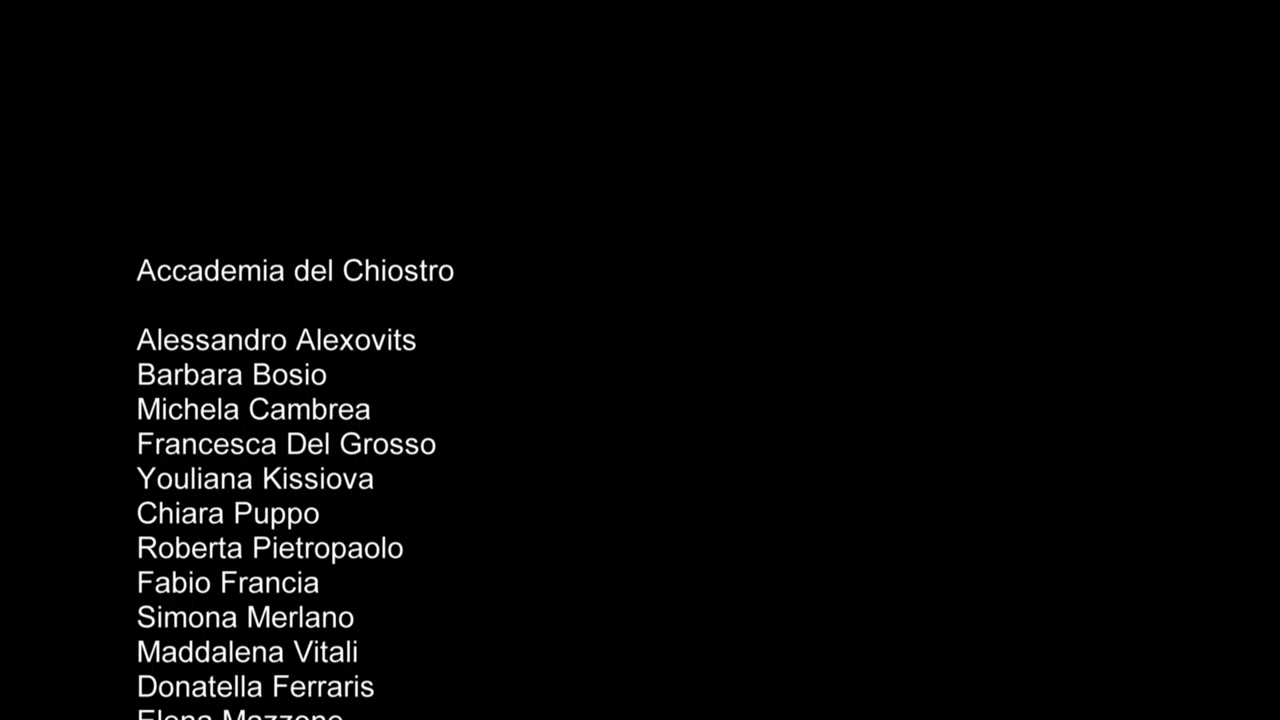 Accademia del Chiostro
Alessandro Alexovits
Barbara Bosio
Michela Cambrea
Francesca Del Grosso
Youliana Kissiova
Chiara Puppo
Roberta Pietropaolo
Fabio Francia
Simona Merlano
Maddalena Vitali
Donatella Ferraris